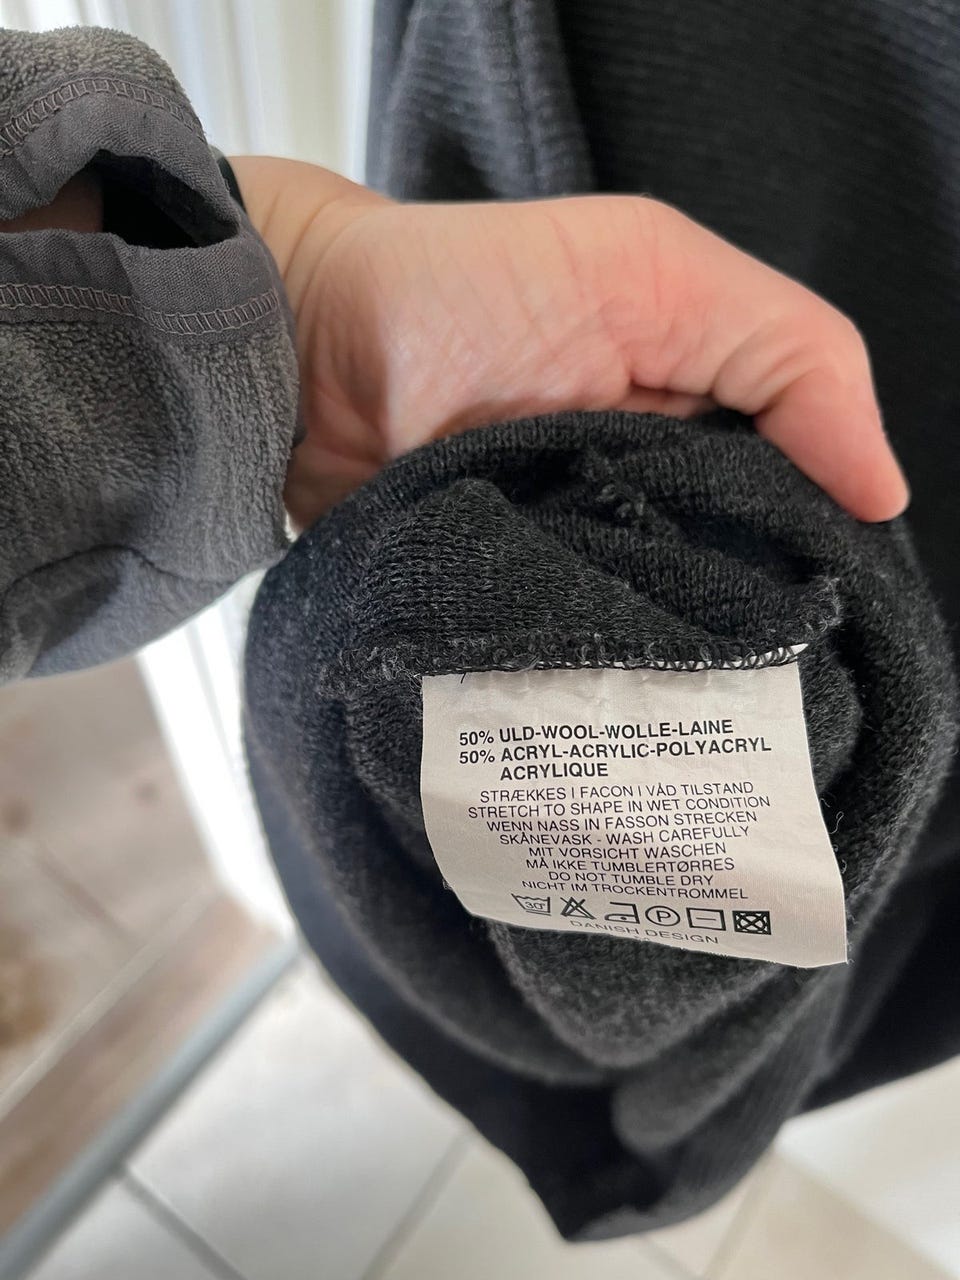 50% ULD-WOOL-WOLLE-LAINE
50% ACRYL-ACRYLIC-POLYACRYL
ACRYLIQUE
STRÆKKES I FACON I VÅD TILSTAND
STRETCH TO SHAPE IN WET CONDITION
WENN NASS IN FASSON STRECKEN
SKÅNEVASK - WASH CAREFULLY
MIT VORSICHT WASCHEN
MÅ IKKE TUMBLERTØRRES
DO NOT TUMBLE DRY
NICHT IM TROCKENTROMMEL
30° P
DANISH DESIGN